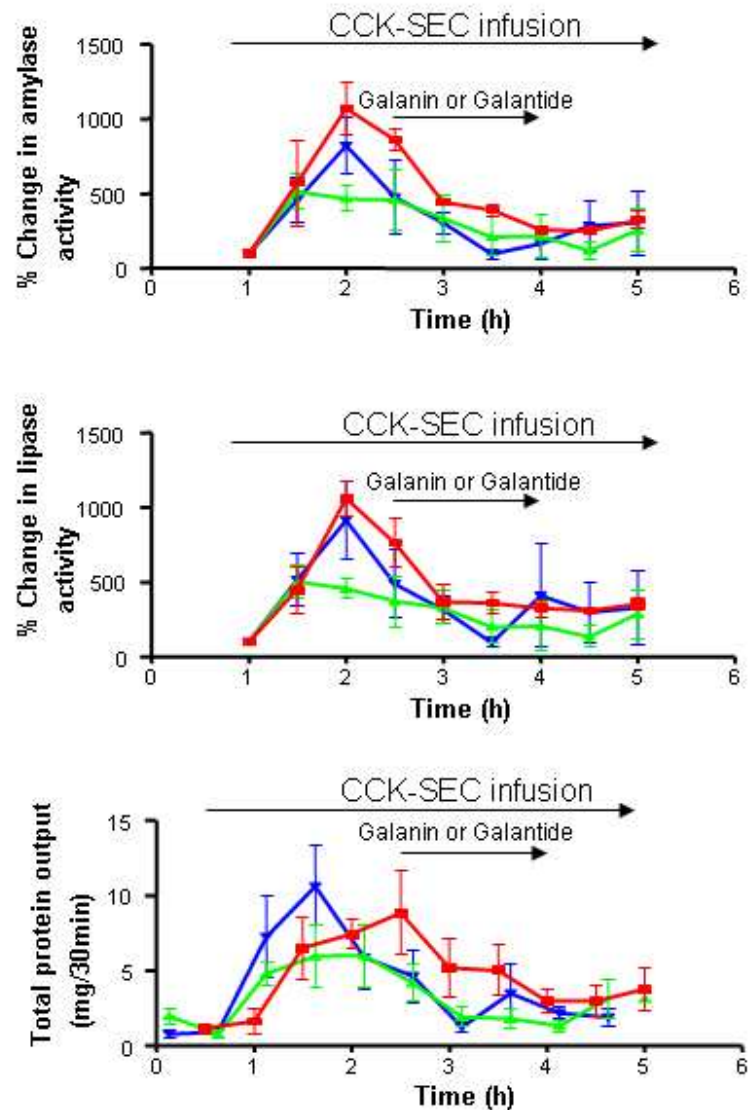 CCK-SEC infusion
Galanin or Galantide
% Change in amylase
activity
1500
1000
500
0
0 1 2 3 4 5 6
Time (h)
CCK-SEC infusion
Galanin or Galantide
% Change in lipase
activity
1500
1000
500
0
0 1 2 3 4 5 6
Time (h)
CCK-SEC infusion
Galanin or Galantide
Total protein output
(mg/30min)
15
10
5
0
0 1 2 3 4 5 6
Time (h)